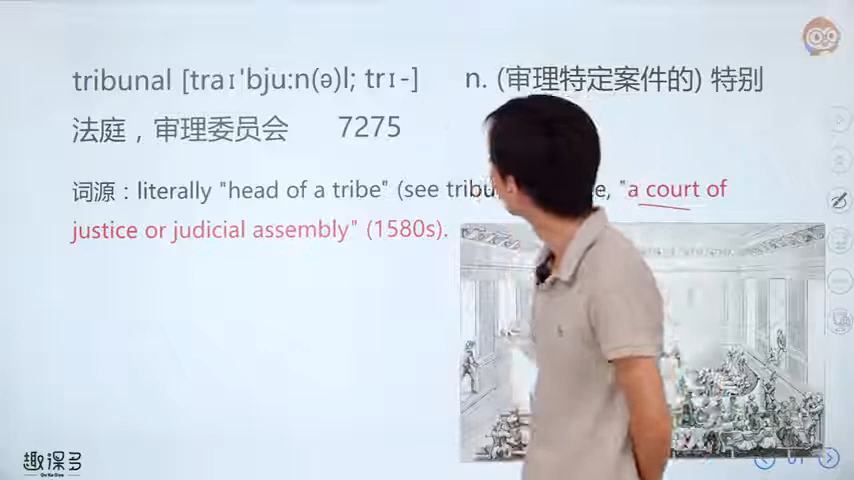 tribunal [traɪˈbjuːn(ə)l; trɪ-] n. (审理特定案件的) 特别
法庭，审理委员会 7275
词源：literally "head of a tribe" (see "a court of
justice or judicial assembly" (1580s).
趣课多